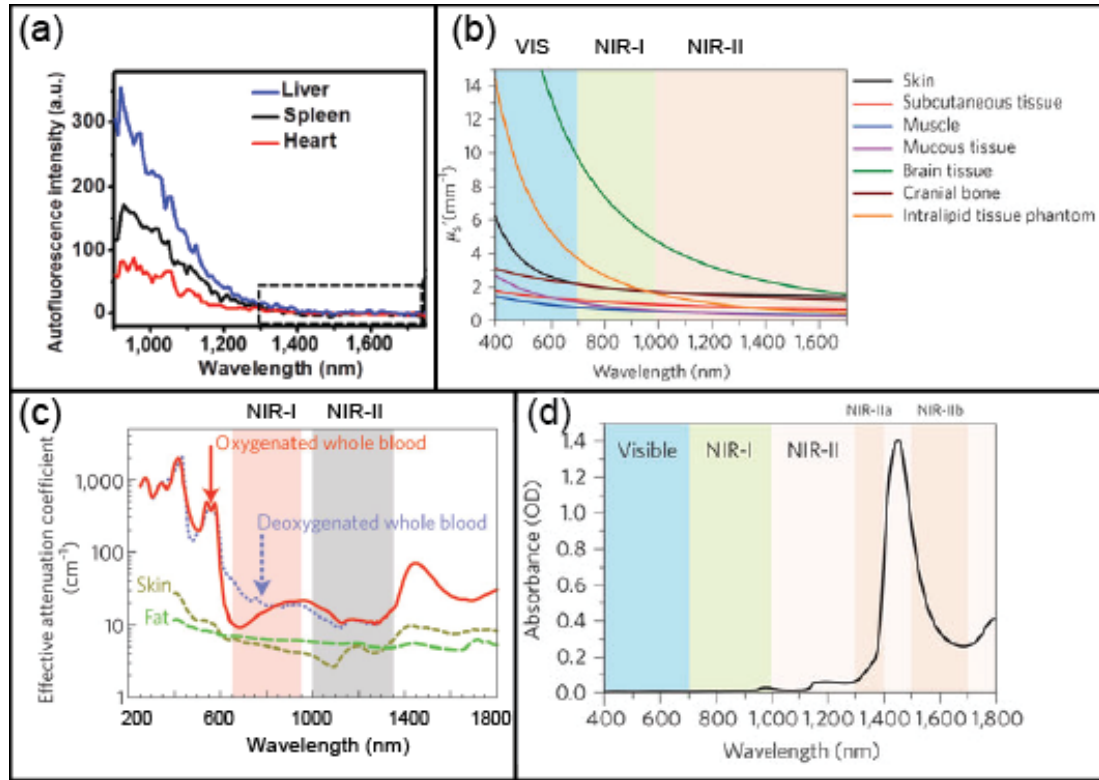 (a)
Autofluorescence intensity (a.u.)
300
200
100
0
Liver
Spleen
Heart
1,000 1,200 1,400 1,600
Wavelength (nm)
(b)
VIS NIR-I NIR-II
μs' (mm⁻¹)
14
12
10
8
6
4
2
0
400 600 800 1,000 1,200 1,400 1,600
Wavelength (nm)
Skin
Subcutaneous tissue
Muscle
Mucous tissue
Brain tissue
Cranial bone
Intralipid tissue phantom
(c)
NIR-I NIR-II
Effective attenuation coefficient
(cm⁻¹)
1,000
100
10
1
Oxygenated whole blood
Deoxygenated whole blood
Skin
Fat
200 600 1000 1400 1800
Wavelength (nm)
(d)
NIR-IIa NIR-IIb
Visible NIR-I NIR-II
Absorbance (OD)
1.4
1.2
1.0
0.8
0.6
0.4
0.2
0.0
400 600 800 1,000 1,200 1,400 1,600 1,800
Wavelength (nm)